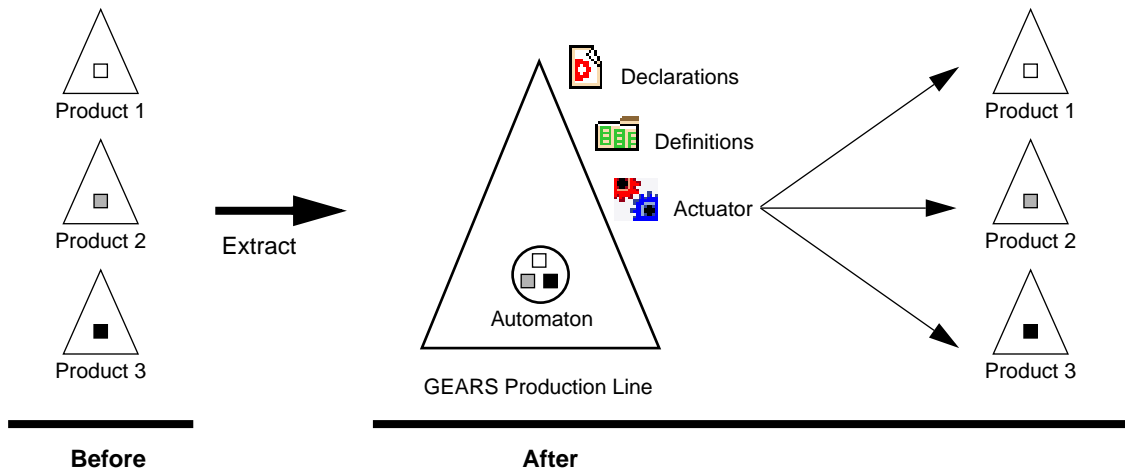 Product 1
Product 2
Product 3
Extract
Declarations
Definitions
Actuator
Automaton
GEARS Production Line
Product 1
Product 2
Product 3
Before
After